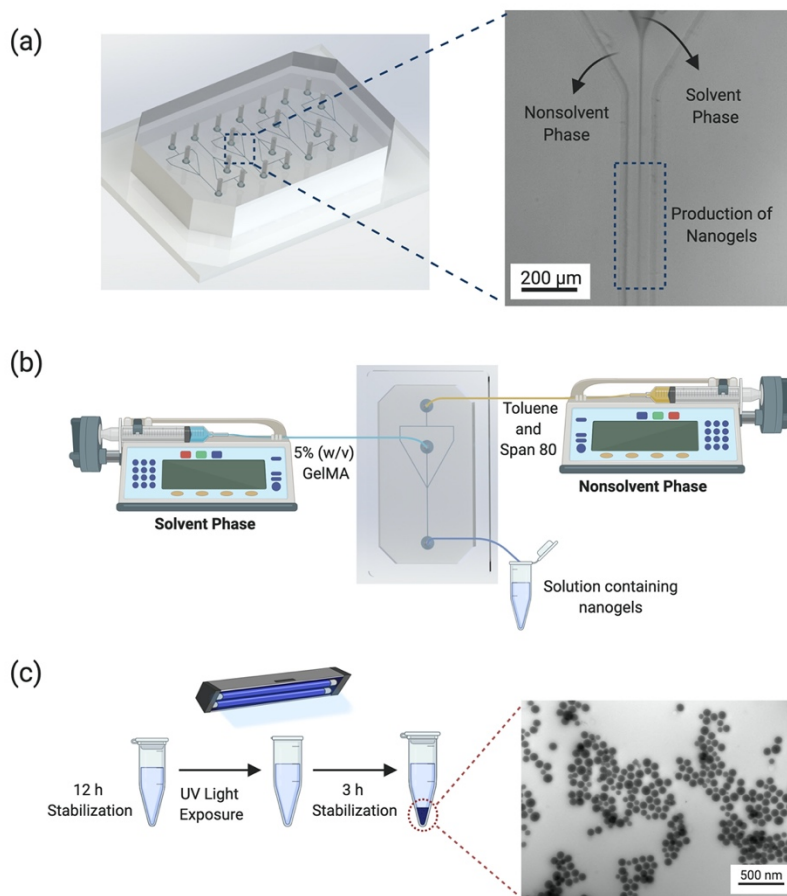 (a)
Nonsolvent
Phase
Solvent
Phase
Production of
Nanogels
200 µm
(b)
5% (w/v)
GelMA
Solvent Phase
Toluene
and
Span 80
Nonsolvent Phase
Solution containing
nanogels
(c)
12 h
Stabilization
UV Light
Exposure
3 h
Stabilization
500 nm